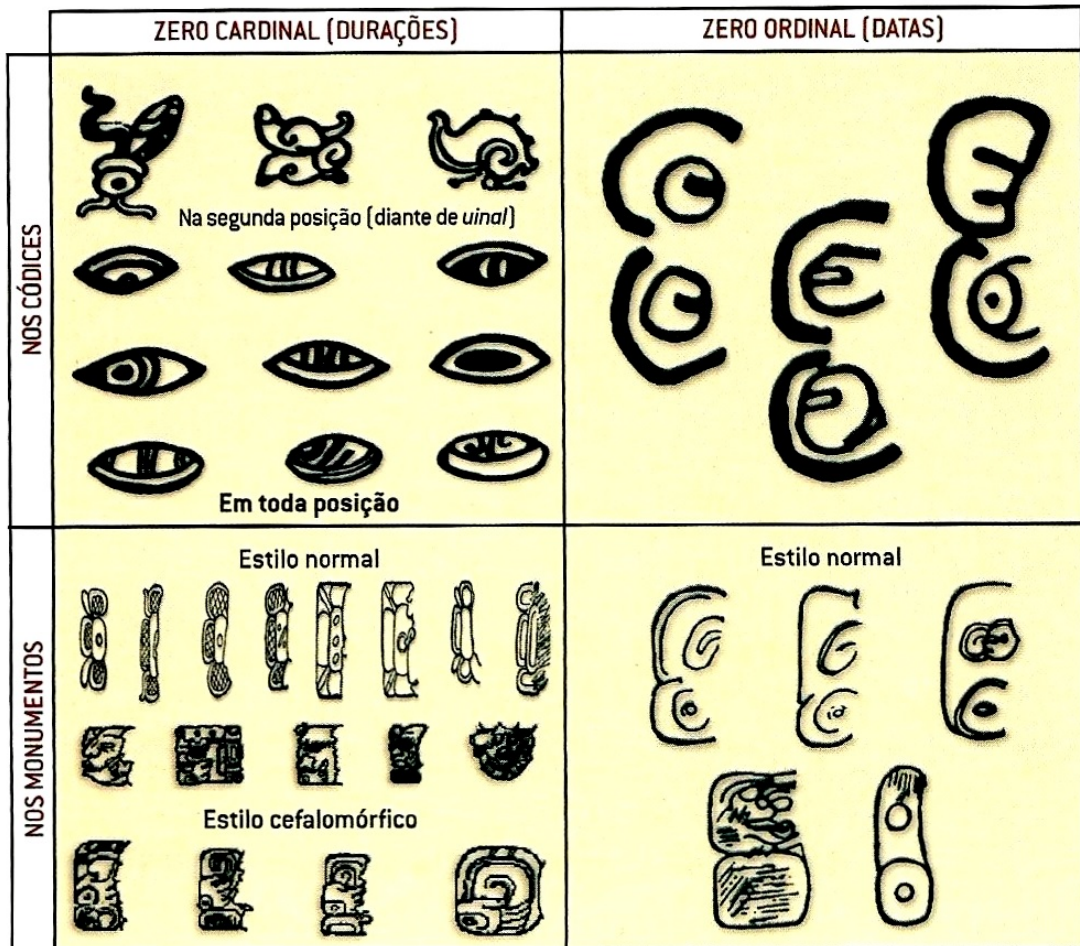 ZERO CARDINAL (DURAÇÕES)
ZERO ORDINAL (DATAS)
NOS CÓDICES
Na segunda posição (diante de uinal)
Em toda posição
NOS MONUMENTOS
Estilo normal
Estilo normal
Estilo cefalomórfico